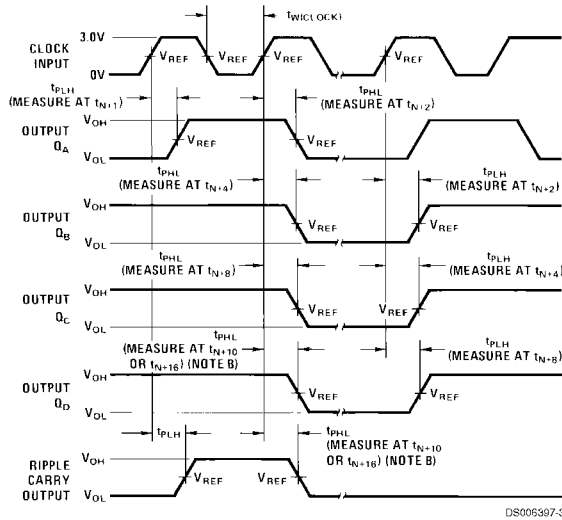 tW(CLOCK)
3.0V
CLOCK
INPUT
0V
VREF
VREF
VREF
VREF
tPLH
(MEASURE AT tN+1)
tPHL
(MEASURE AT tN+2)
VOH
OUTPUT
QA
VOL
VREF
VREF
tPHL
(MEASURE AT tN+4)
tPLH
(MEASURE AT tN+2)
VOH
OUTPUT
QB
VOL
VREF
VREF
tPHL
(MEASURE AT tN+8)
tPLH
(MEASURE AT tN+4)
VOH
OUTPUT
QC
VOL
VREF
VREF
tPHL
(MEASURE AT tN+10
OR tN+16) (NOTE B)
tPLH
(MEASURE AT tN+8)
VOH
OUTPUT
QD
VOL
VREF
VREF
tPLH
tPHL
(MEASURE AT tN+10
OR tN+16) (NOTE B)
VOH
RIPPLE
CARRY
OUTPUT
VOL
VREF
VREF
DS006397-3